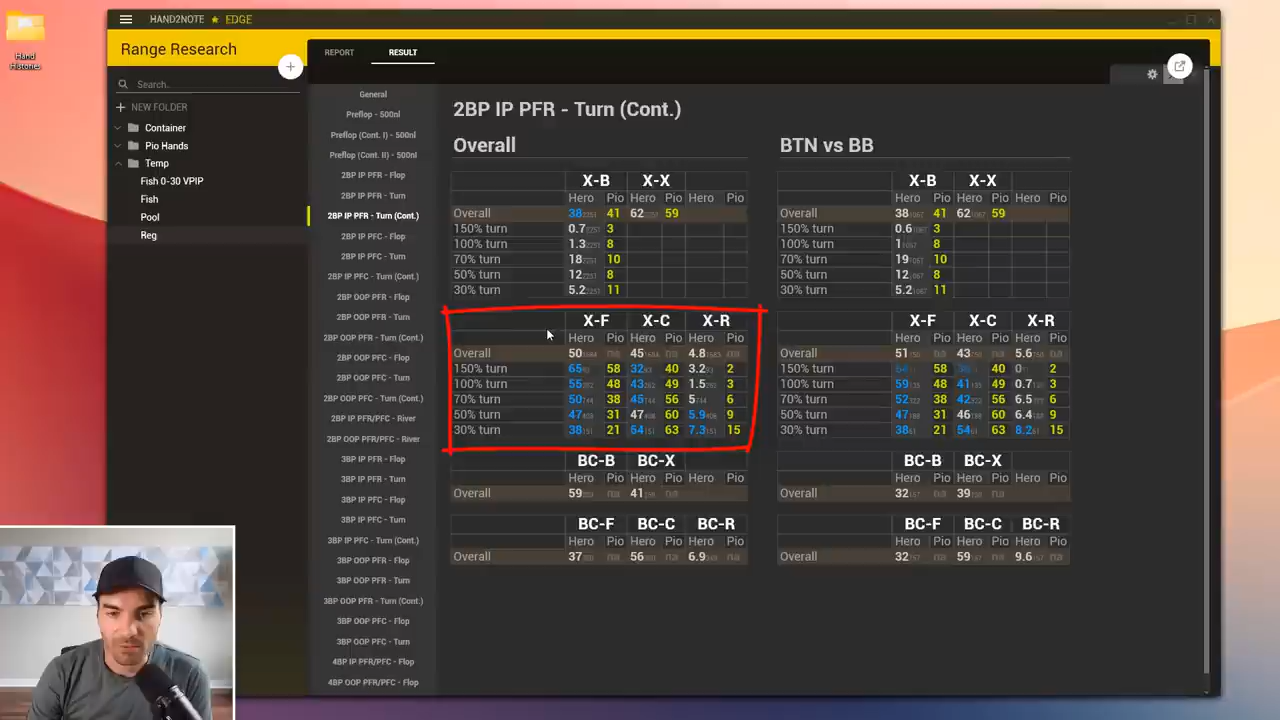 HAND2NOTE ★ EDGE
Range Research
REPORT RESULT
Hand Histories
Search..
NEW FOLDER
Container
Pio Hands
Temp
Fish 0-30 VPIP
Fish
Pool
Reg
General
Preflop - 500nl
Preflop (Cont. I) - 500nl
Preflop (Cont. II) - 500nl
2BP IP PFR - Flop
2BP IP PFR - Turn
2BP IP PFR - Turn (Cont.)
2BP IP PFC - Flop
2BP IP PFC - Turn
2BP IP PFC - Turn (Cont.)
2BP OOP PFR - Flop
2BP OOP PFR - Turn
2BP OOP PFR - Turn (Cont.)
2BP OOP PFC - Flop
2BP OOP PFC - Turn
2BP OOP PFC - Turn (Cont.)
2BP IP PFR/PFC - River
2BP OOP PFR/PFC - River
3BP IP PFR - Flop
3BP IP PFR - Turn
3BP IP PFC - Flop
3BP IP PFC - Turn
3BP IP PFC - Turn (Cont.)
3BP OOP PFR - Flop
3BP OOP PFR - Turn
3BP OOP PFR - Turn (Cont.)
3BP OOP PFC - Flop
3BP OOP PFC - Turn
4BP IP PFR/PFC - Flop
4BP OOP PFR/PFC - Flop
2BP IP PFR - Turn (Cont.)
Overall
X-B X-X
Hero Pio Hero Pio Hero Pio
Overall 38 41 62 59
150% turn 0.7 3
100% turn 1.3 8
70% turn 18 10
50% turn 12 8
30% turn 5.2 11
X-F X-C X-R
Hero Pio Hero Pio Hero Pio
Overall 50 45 4.8
150% turn 65 58 32 40 3.2 2
100% turn 55 48 43 49 1.5 3
70% turn 50 38 45 56 5 6
50% turn 47 31 47 60 5.9 9
30% turn 38 21 54 63 7.3 15
BC-B BC-X
Hero Pio Hero Pio Hero Pio
Overall 59 41
BC-F BC-C BC-R
Hero Pio Hero Pio Hero Pio
Overall 37 56 6.9
BTN vs BB
X-B X-X
Hero Pio Hero Pio Hero Pio
Overall 38 41 62 59
150% turn 0.6 3
100% turn 1 8
70% turn 19 10
50% turn 12 8
30% turn 5.2 11
X-F X-C X-R
Hero Pio Hero Pio Hero Pio
Overall 51 43 5.6
150% turn 58 40 0 2
100% turn 59 48 41 49 0.7 3
70% turn 52 38 42 56 6.5 6
50% turn 47 31 46 60 6.4 9
30% turn 38 21 54 63 8.2 15
BC-B BC-X
Hero Pio Hero Pio Hero Pio
Overall 32 39
BC-F BC-C BC-R
Hero Pio Hero Pio Hero Pio
Overall 32 59 9.6